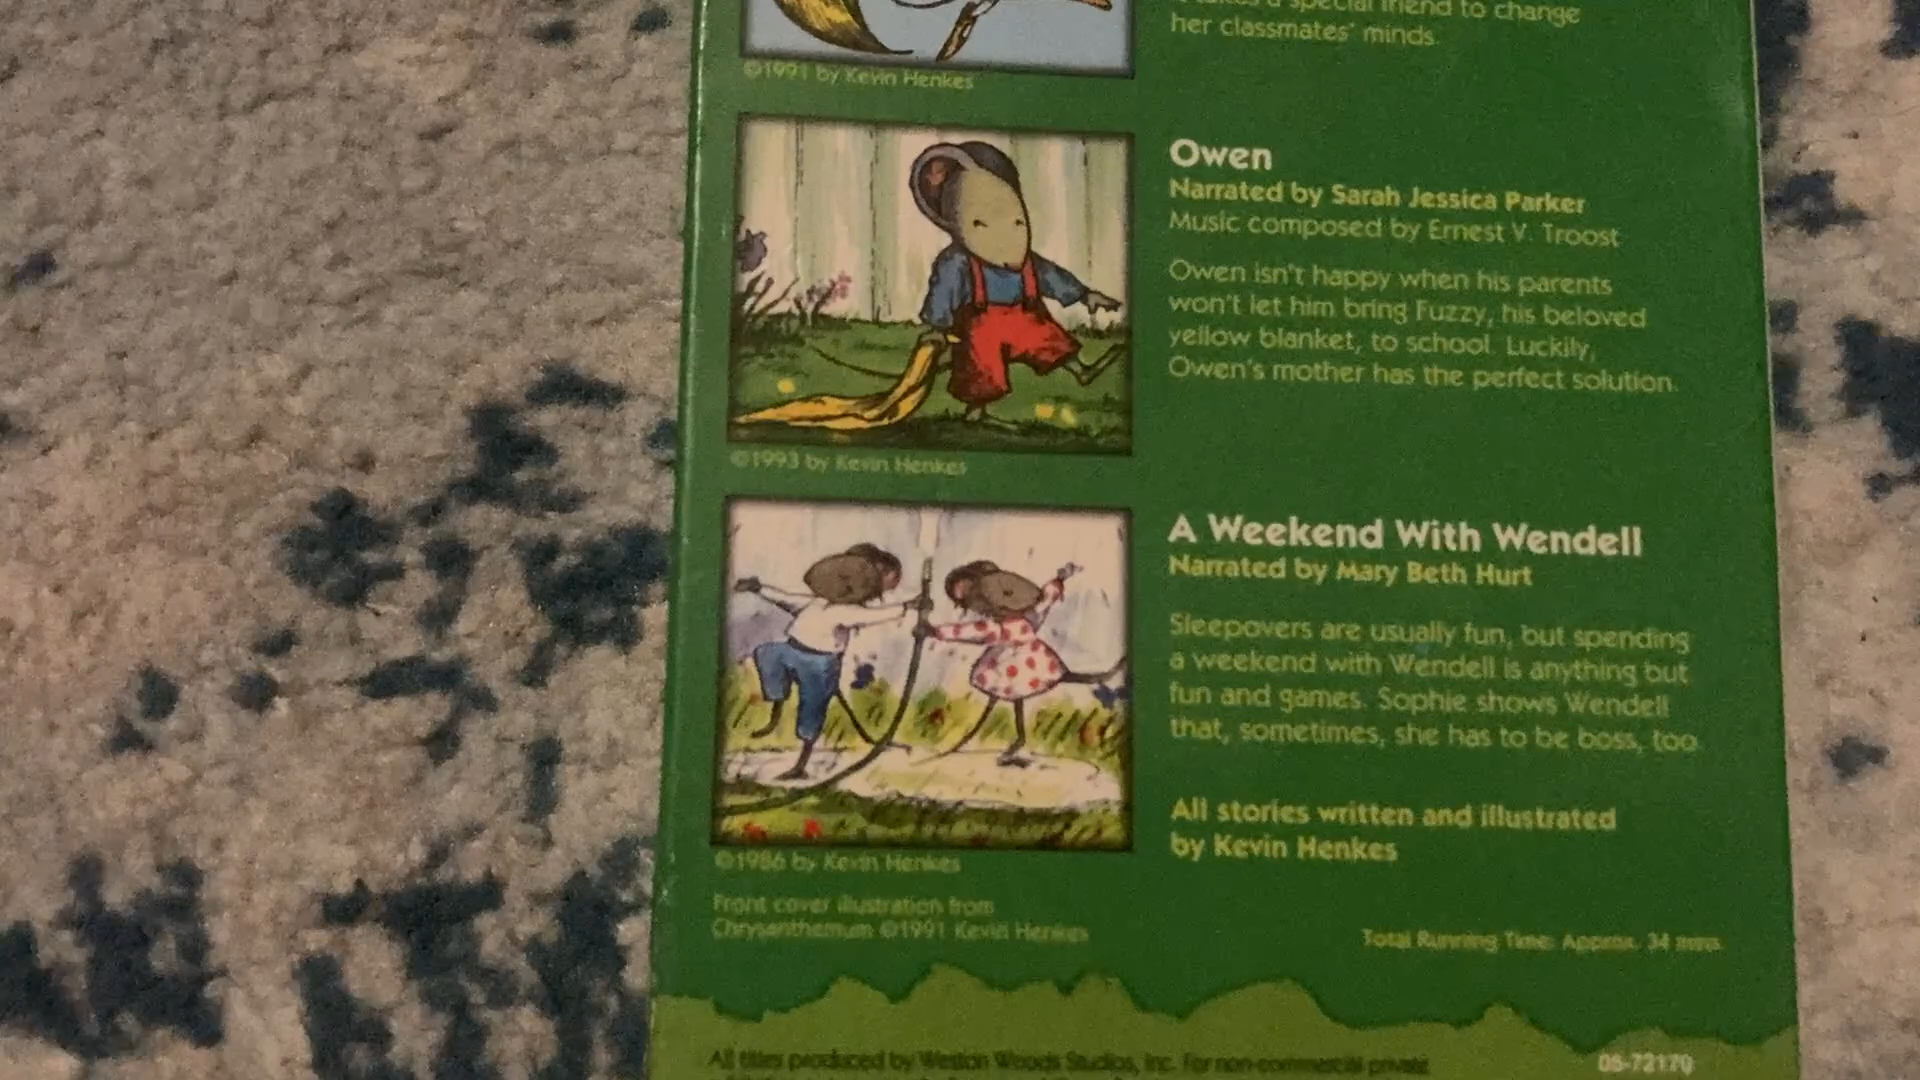 a special friend to change
her classmates' minds.
©1991 by Kevin Henkes
Owen
Narrated by Sarah Jessica Parker
Music composed by Ernest V. Troost
Owen isn't happy when his parents
won't let him bring Fuzzy, his beloved
yellow blanket, to school. Luckily,
Owen's mother has the perfect solution.
©1993 by Kevin Henkes
A Weekend With Wendell
Narrated by Mary Beth Hurt
Sleepovers are usually fun, but spending
a weekend with Wendell is anything but
fun and games. Sophie shows Wendell
that, sometimes, she has to be boss, too.
All stories written and illustrated
by Kevin Henkes
©1986 by Kevin Henkes
Front cover illustration from
Chrysanthemum ©1991 Kevin Henkes
Total Running Time: Approx. 34 mins.
All titles produced by Weston Woods Studios, Inc. For non-commercial private